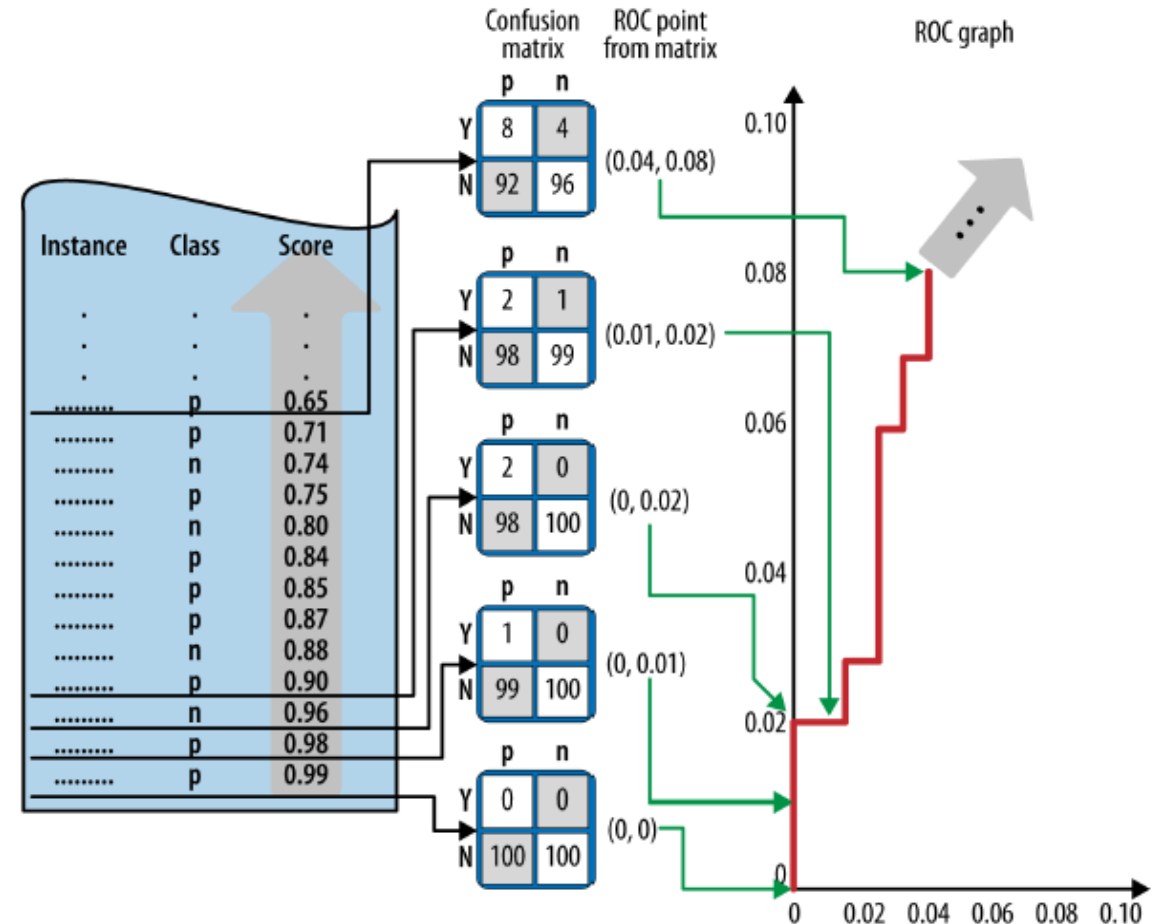 Confusion matrix
ROC point from matrix
ROC graph
Instance Class Score
. . .
. . .
. . .
......... p 0.65
......... p 0.71
......... n 0.74
......... p 0.75
......... n 0.80
......... p 0.84
......... p 0.85
......... p 0.87
......... n 0.88
......... p 0.90
......... n 0.96
......... p 0.98
......... p 0.99
p n
Y 8 4
N 92 96
(0.04, 0.08)
p n
Y 2 1
N 98 99
(0.01, 0.02)
p n
Y 2 0
N 98 100
(0, 0.02)
p n
Y 1 0
N 99 100
(0, 0.01)
p n
Y 0 0
N 100 100
(0, 0)
0.10
...
0.08
0.06
0.04
0.02
0
0 0.02 0.04 0.06 0.08 0.10